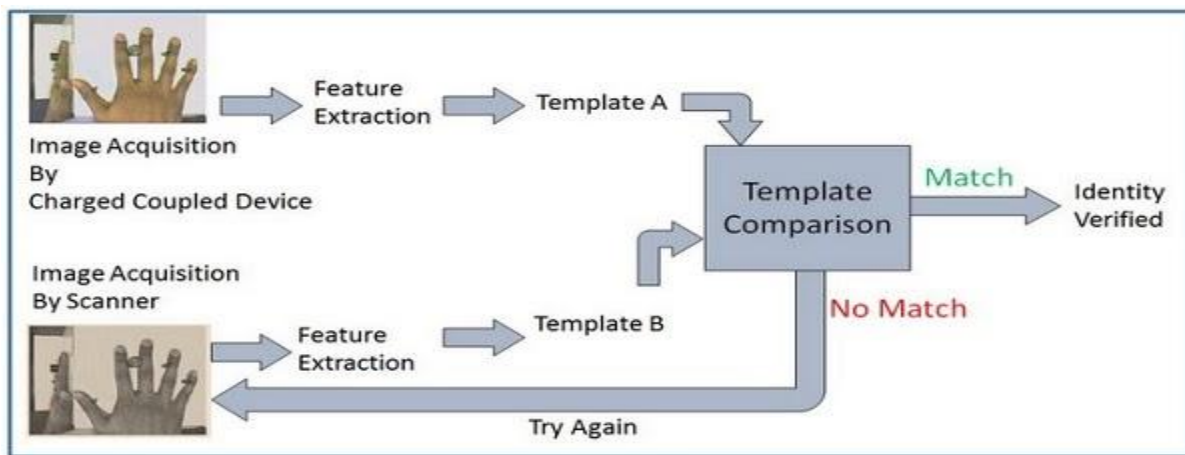 Image Acquisition
By
Charged Coupled Device
Feature
Extraction
Template A
Template
Comparison
Match
Identity
Verified
Image Acquisition
By Scanner
Feature
Extraction
Template B
No Match
Try Again